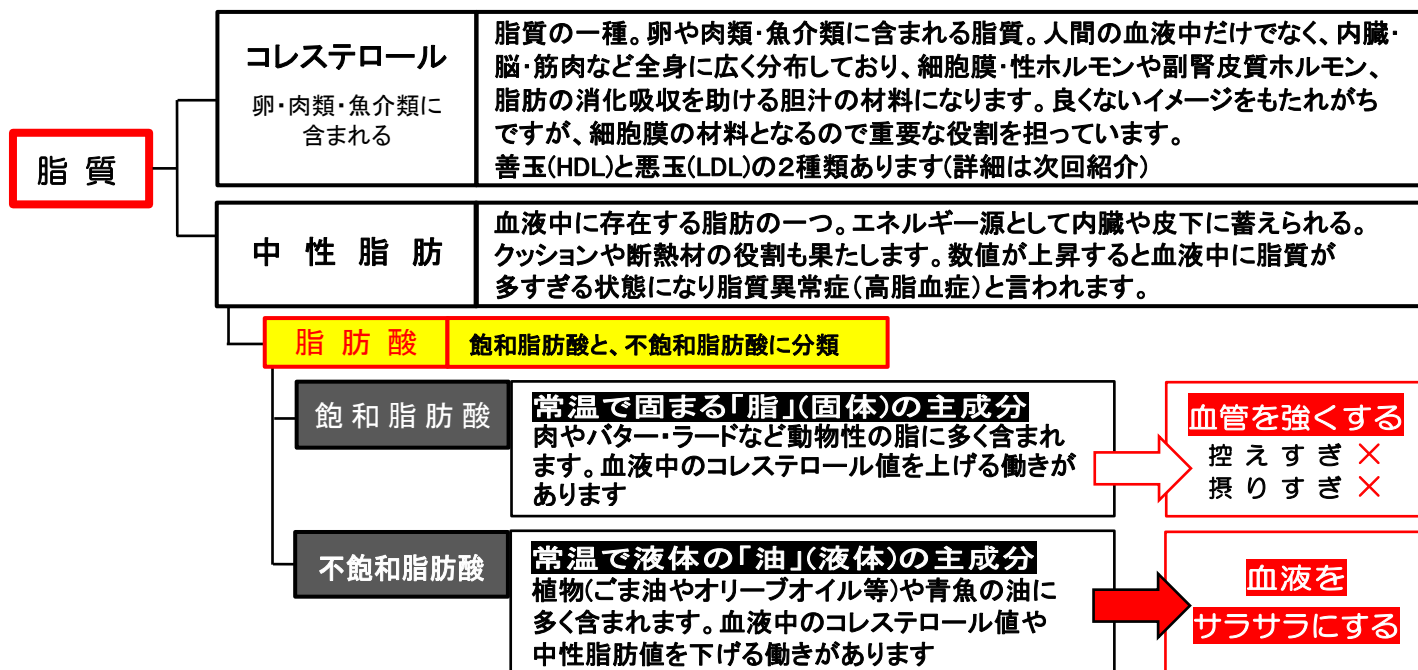 脂質
コレステロール
卵・肉類・魚介類に
含まれる
脂質の一種。卵や肉類・魚介類に含まれる脂質。人間の血液中だけでなく、内臓・
脳・筋肉など全身に広く分布しており、細胞膜・性ホルモンや副腎皮質ホルモン、
脂肪の消化吸収を助ける胆汁の材料になります。良くないイメージをもたれがち
ですが、細胞膜の材料となるので重要な役割を担っています。
善玉(HDL)と悪玉(LDL)の２種類あります(詳細は次回紹介)
中性脂肪
血液中に存在する脂肪の一つ。エネルギー源として内臓や皮下に蓄えられる。
クッションや断熱材の役割も果たします。数値が上昇すると血液中に脂質が
多すぎる状態になり脂質異常症(高脂血症)と言われます。
脂肪酸
飽和脂肪酸と、不飽和脂肪酸に分類
飽和脂肪酸
常温で固まる「脂」(固体)の主成分
肉やバター・ラードなど動物性の脂に多く含まれ
ます。血液中のコレステロール値を上げる働きが
あります
血管を強くする
控えすぎ×
摂りすぎ×
不飽和脂肪酸
常温で液体の「油」(液体)の主成分
植物(ごま油やオリーブオイル等)や青魚の油に
多く含まれます。血液中のコレステロール値や
中性脂肪値を下げる働きがあります
血液を
サラサラにする